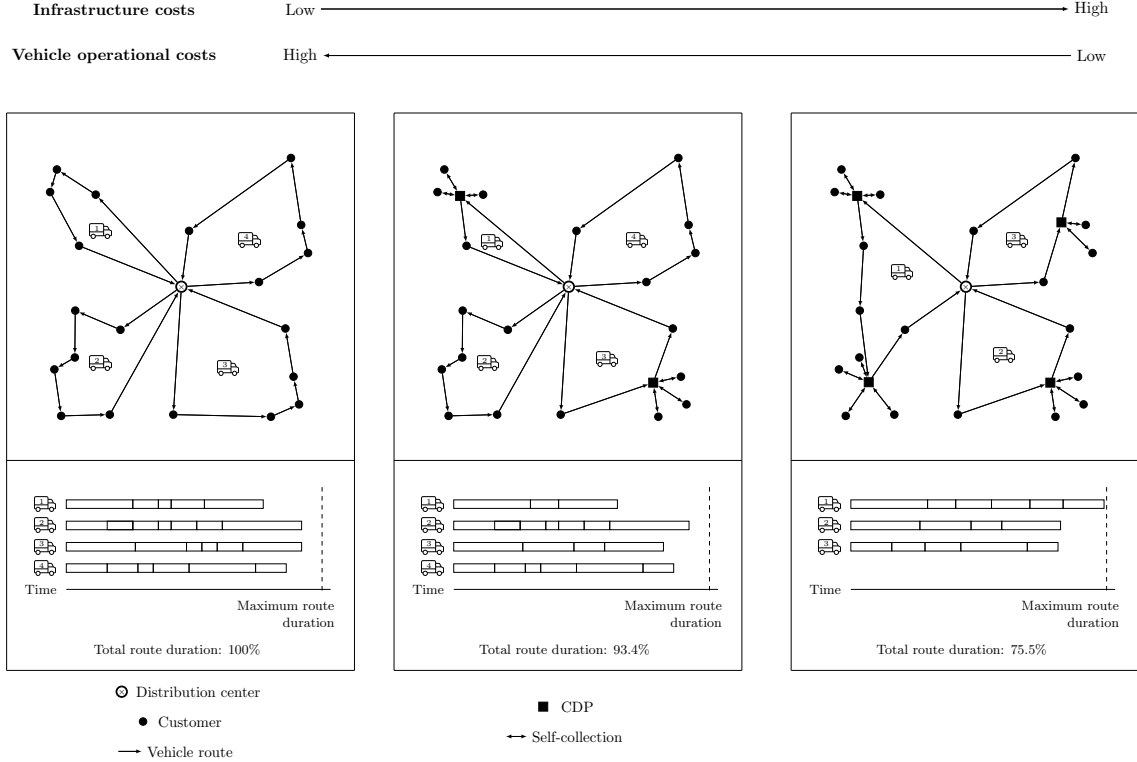 Infrastructure costs Low High
Vehicle operational costs High Low
1 4 2 3
1 4 2 3
1 3 2
1
2
3
4
Time
Maximum route
duration
Total route duration: 100%
1
2
3
4
Time
Maximum route
duration
Total route duration: 93.4%
1
2
3
Time
Maximum route
duration
Total route duration: 75.5%
Distribution center
Customer
Vehicle route
CDP
Self-collection